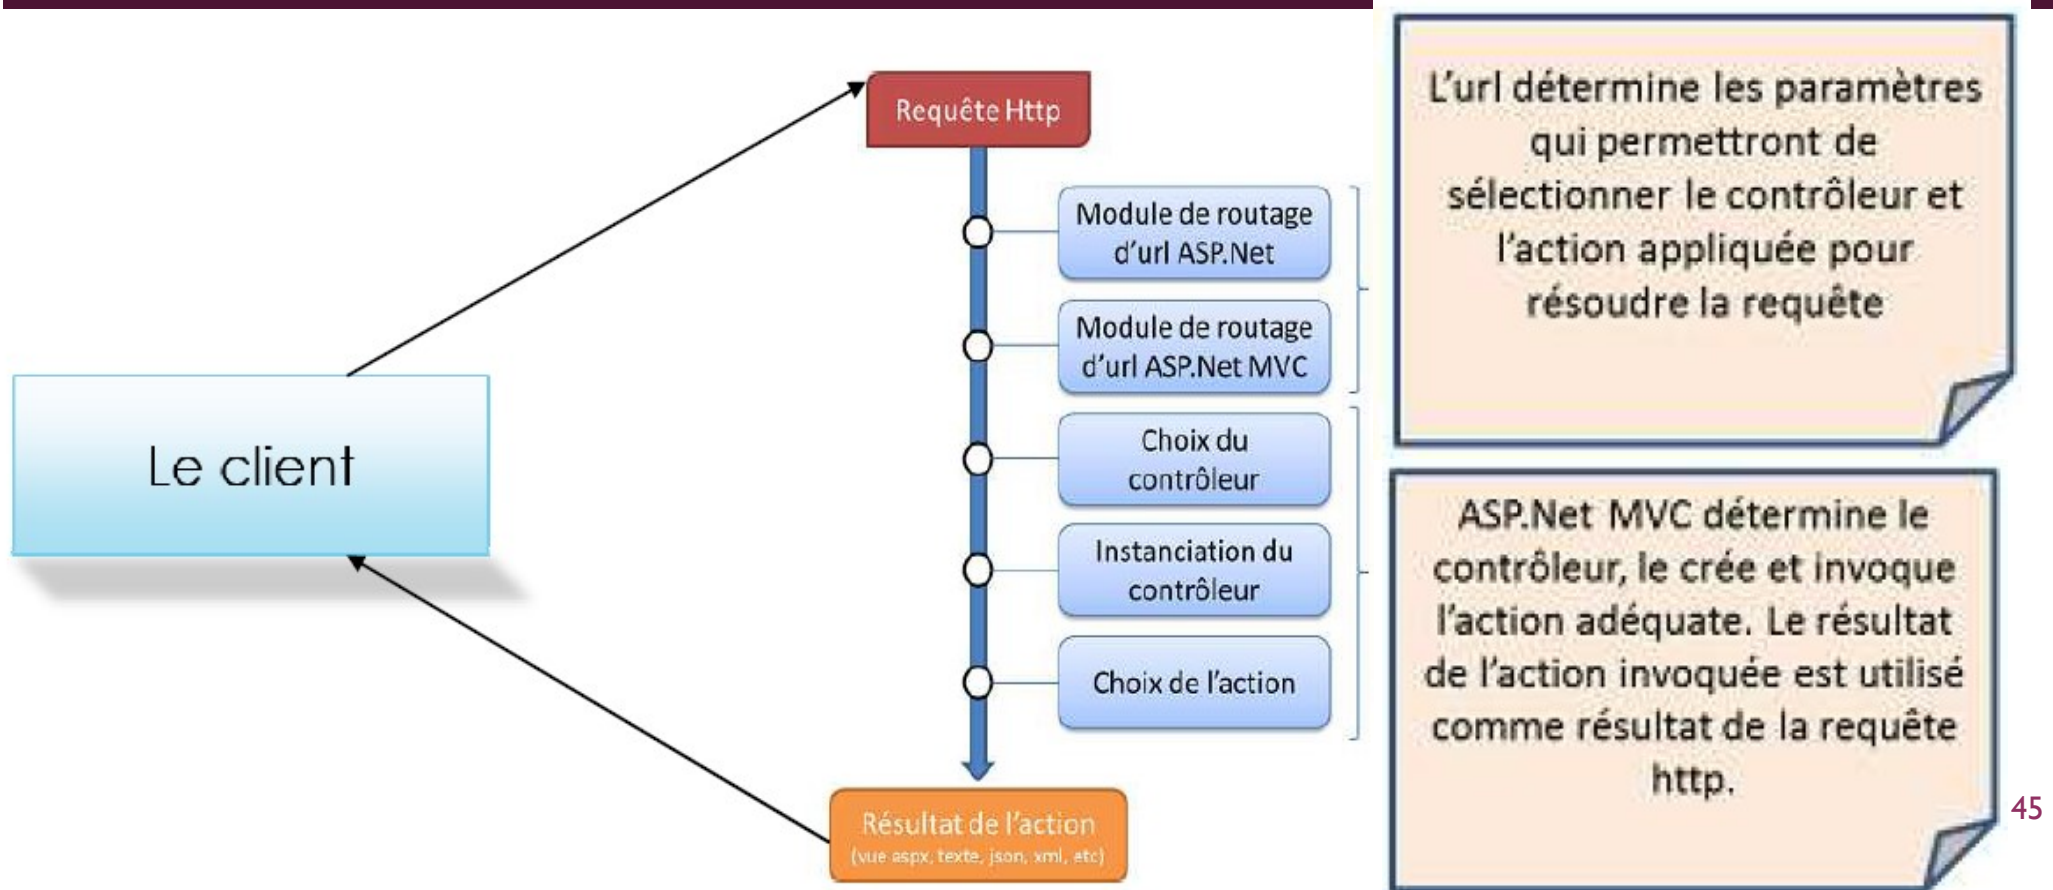 Le client
Requête Http
Module de routage
d'url ASP.Net
Module de routage
d'url ASP.Net MVC
Choix du
contrôleur
Instanciation du
contrôleur
Choix de l'action
Résultat de l'action
(vue aspx, texte, json, xml, etc)
L'url détermine les paramètres
qui permettront de
sélectionner le contrôleur et
l'action appliquée pour
résoudre la requête
ASP.Net MVC détermine le
contrôleur, le crée et invoque
l'action adéquate. Le résultat
de l'action invoquée est utilisé
comme résultat de la requête
http.
45